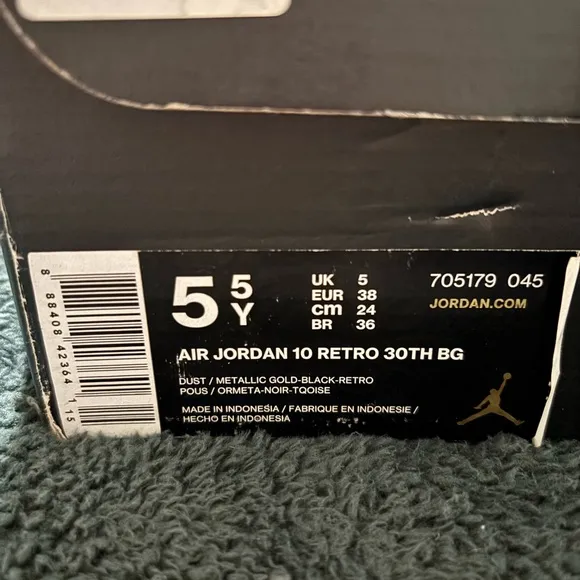 5 5 Y
UK 5
EUR 38
cm 24
BR 36
705179 045
JORDAN.COM
AIR JORDAN 10 RETRO 30TH BG
DUST / METALLIC GOLD-BLACK-RETRO
POUS / ORMETA-NOIR-TQOISE
MADE IN INDONESIA / FABRIQUE EN INDONESIE /
HECHO EN INDONESIA
8 88408 42364 1 15